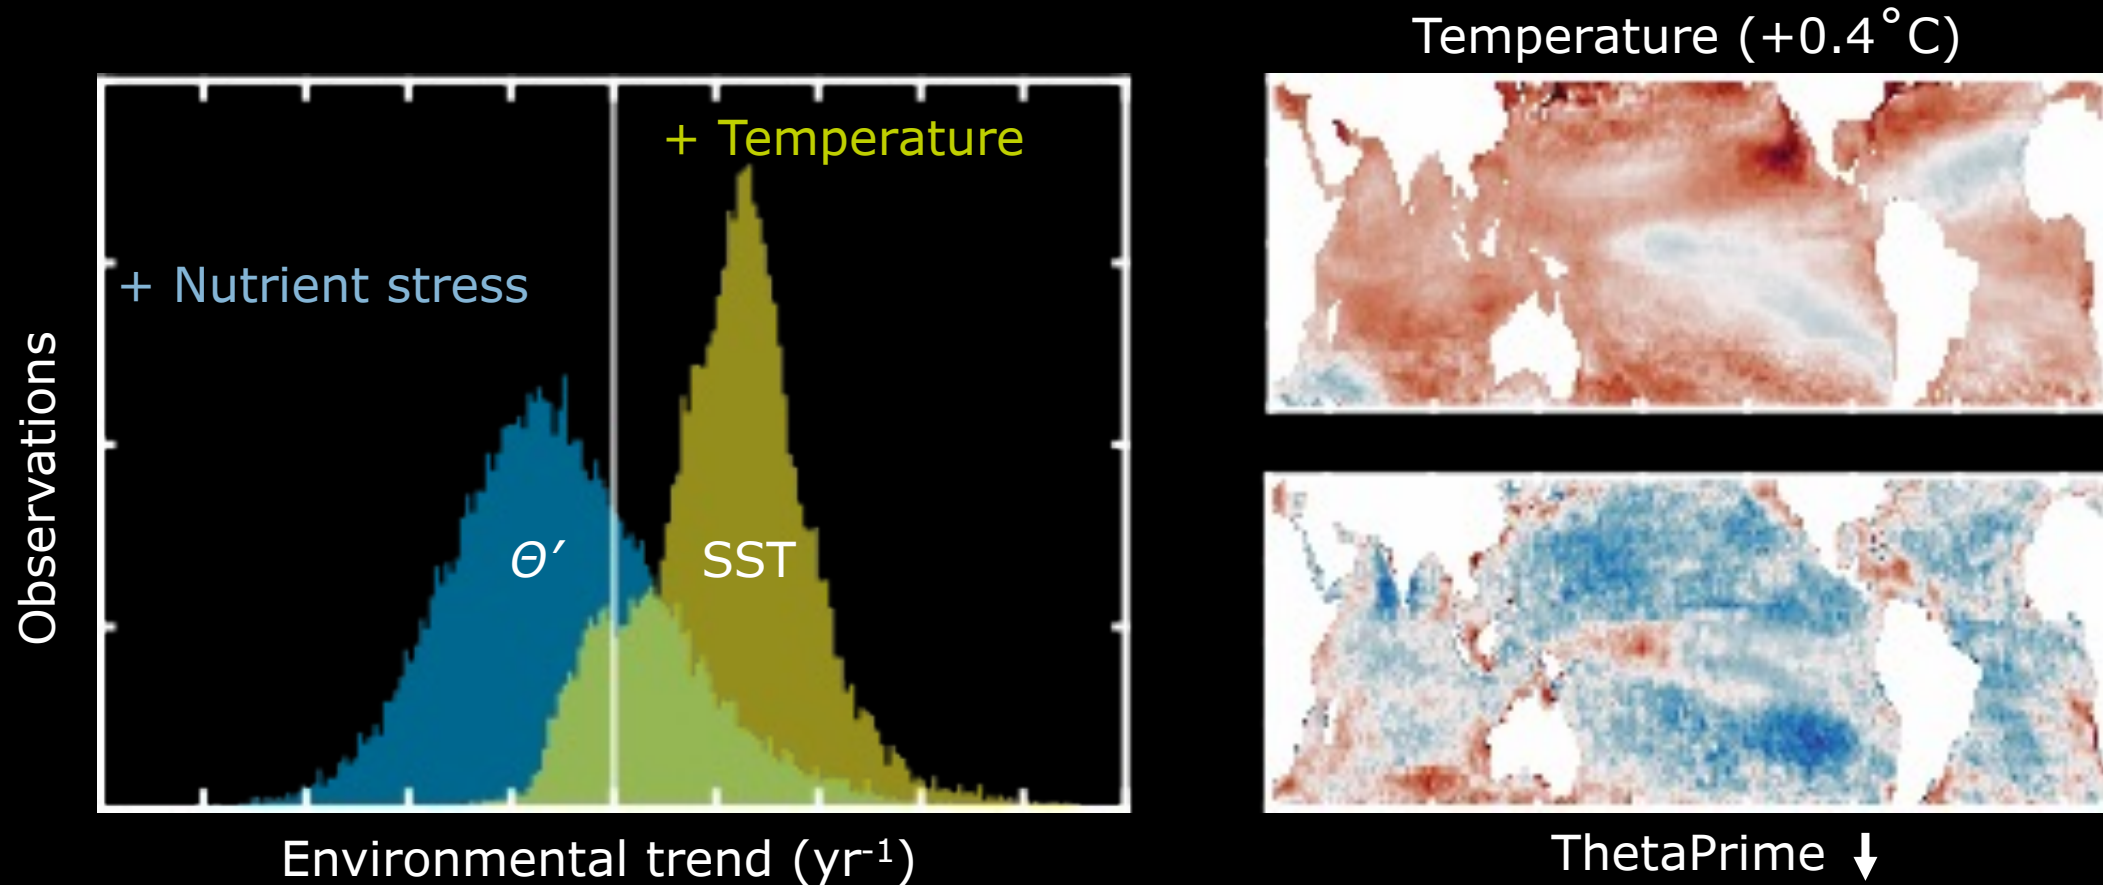 Temperature (+0.4˚C)
+ Temperature
+ Nutrient stress
Observations
Θ′
SST
Environmental trend (yr⁻¹)
ThetaPrime ↓